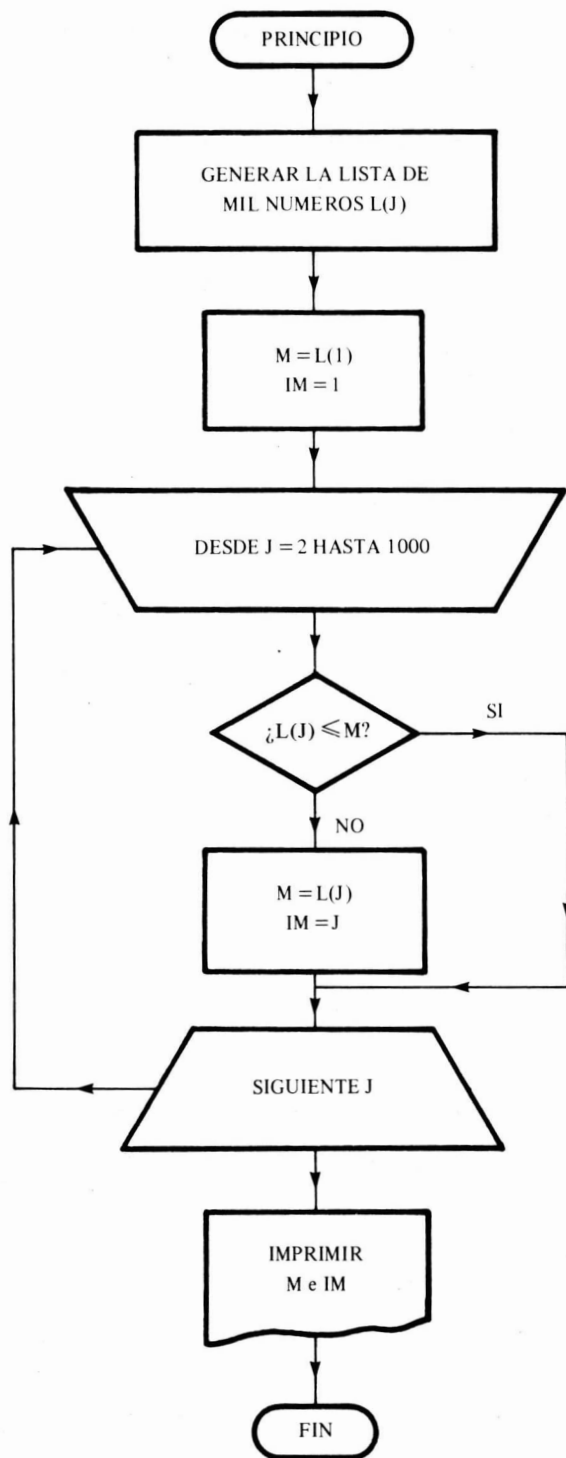 PRINCIPIO
GENERAR LA LISTA DE
MIL NUMEROS L(J)
M = L(1)
IM = 1
DESDE J = 2 HASTA 1000
¿L(J) ⩽ M?
SI
NO
M = L(J)
IM = J
SIGUIENTE J
IMPRIMIR
M e IM
FIN